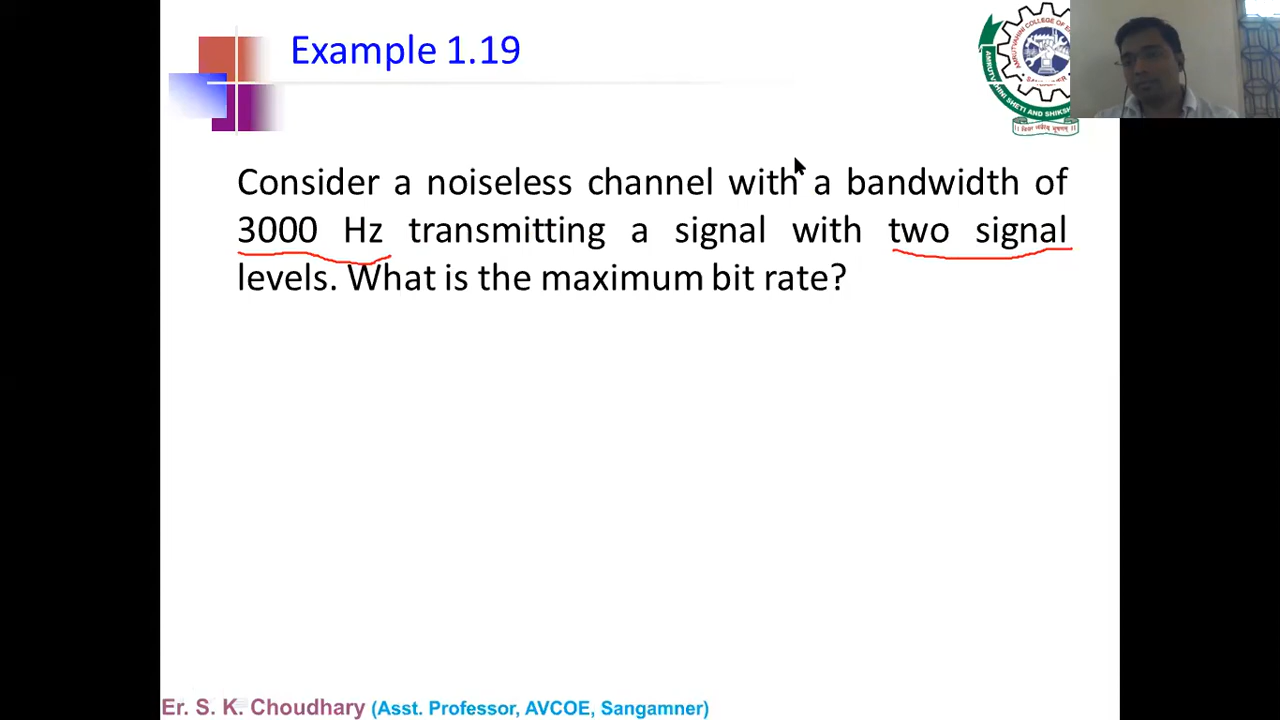 Example 1.19
Consider a noiseless channel with a bandwidth of
3000 Hz transmitting a signal with two signal
levels. What is the maximum bit rate?
Er. S. K. Choudhary (Asst. Professor, AVCOE, Sangamner)